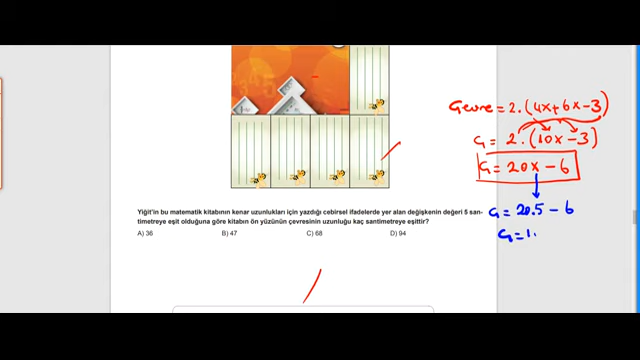 Çevre = 2.(4x+6x-3)
Ç = 2.(10x-3)
Ç = 20x - 6
Ç = 20.5 - 6
Ç = 1.
Yiğit'in bu matematik kitabının kenar uzunlukları için yazdığı cebirsel ifadelerde yer alan değişkenin değeri 5 san-
timetreye eşit olduğuna göre kitabın ön yüzünün çevresinin uzunluğu kaç santimetreye eşittir?
A) 36 B) 47 C) 68 D) 94